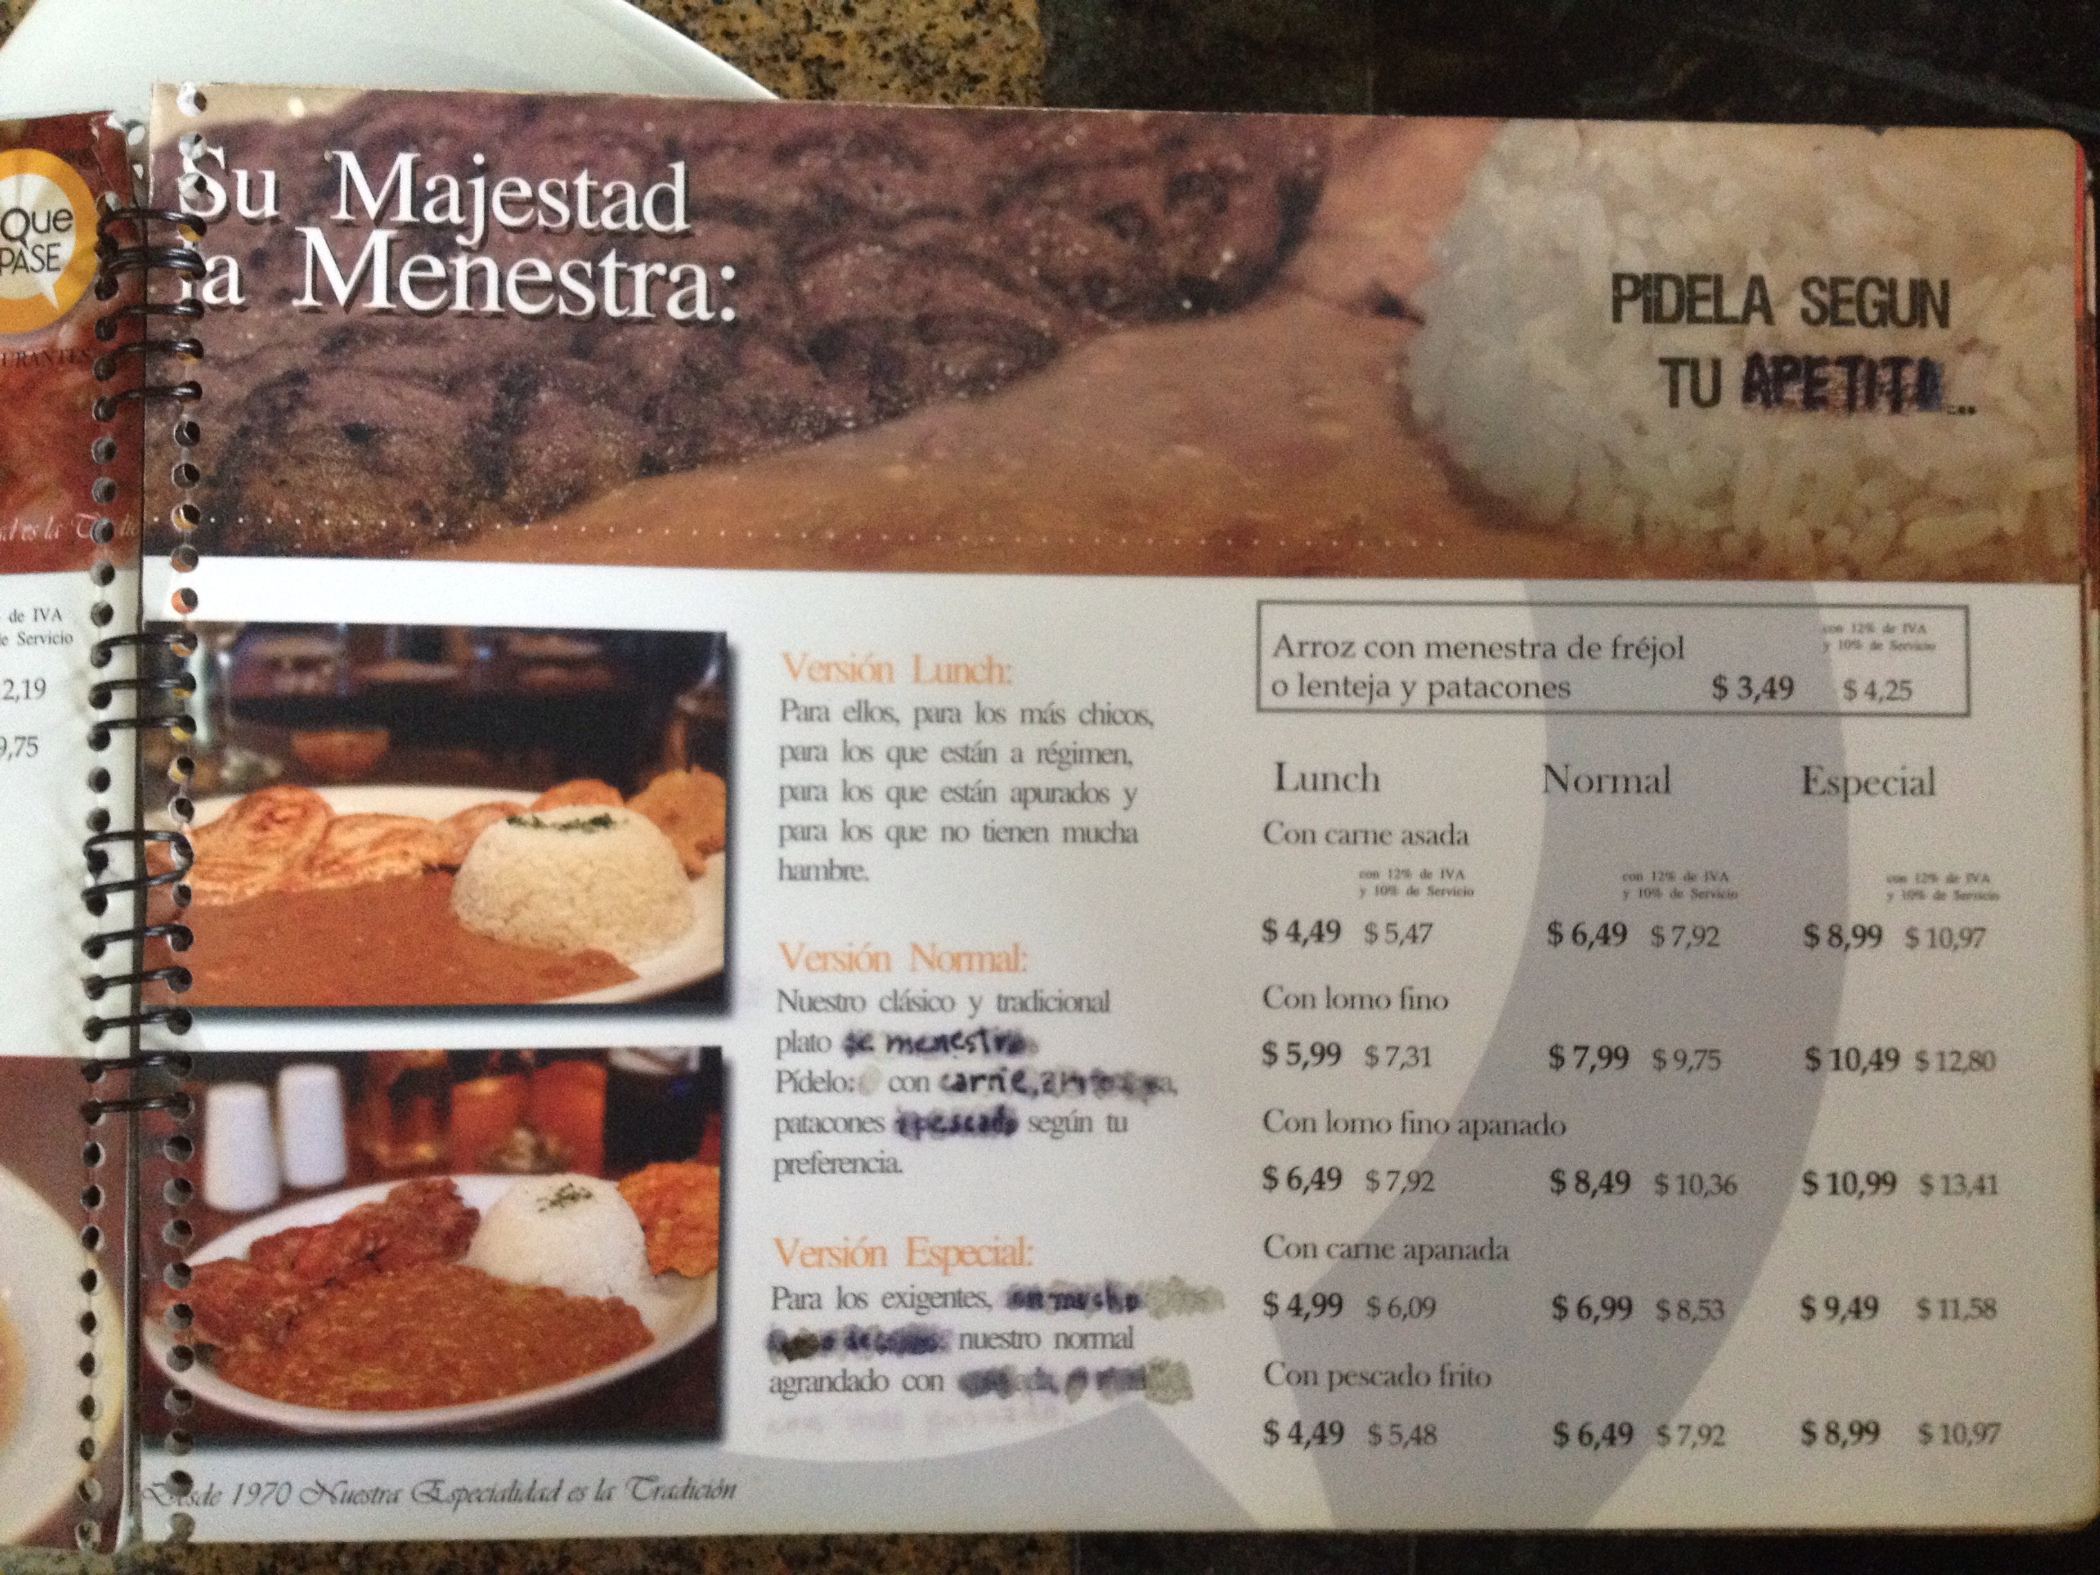 Que
PASE
de IVA
de Servicio
2,19
9,75
Su Majestad
la Menestra:
PIDELA SEGUN
TU APETITO...
Versión Lunch:
Para ellos, para los más chicos,
para los que están a régimen,
para los que están apurados y
para los que no tienen mucha
hambre.
Versión Normal:
Nuestro clásico y tradicional
plato de menestra
Pídelo: con carne,
patacones pescado según tu
preferencia.
Versión Especial:
Para los exigentes,
nuestro normal
agrandado con
Desde 1970 Nuestra Especialidad es la Tradición
con 12% de IVA
y 10% de Servicio
Arroz con menestra de fréjol
o lenteja y patacones $ 3,49 $ 4,25
Lunch Normal Especial
Con carne asada
con 12% de IVA con 12% de IVA con 12% de IVA
y 10% de Servicio y 10% de Servicio y 10% de Servicio
$ 4,49 $ 5,47 $ 6,49 $ 7,92 $ 8,99 $ 10,97
Con lomo fino
$ 5,99 $ 7,31 $ 7,99 $ 9,75 $ 10,49 $ 12,80
Con lomo fino apanado
$ 6,49 $ 7,92 $ 8,49 $ 10,36 $ 10,99 $ 13,41
Con carne apanada
$ 4,99 $ 6,09 $ 6,99 $ 8,53 $ 9,49 $ 11,58
Con pescado frito
$ 4,49 $ 5,48 $ 6,49 $ 7,92 $ 8,99 $ 10,97